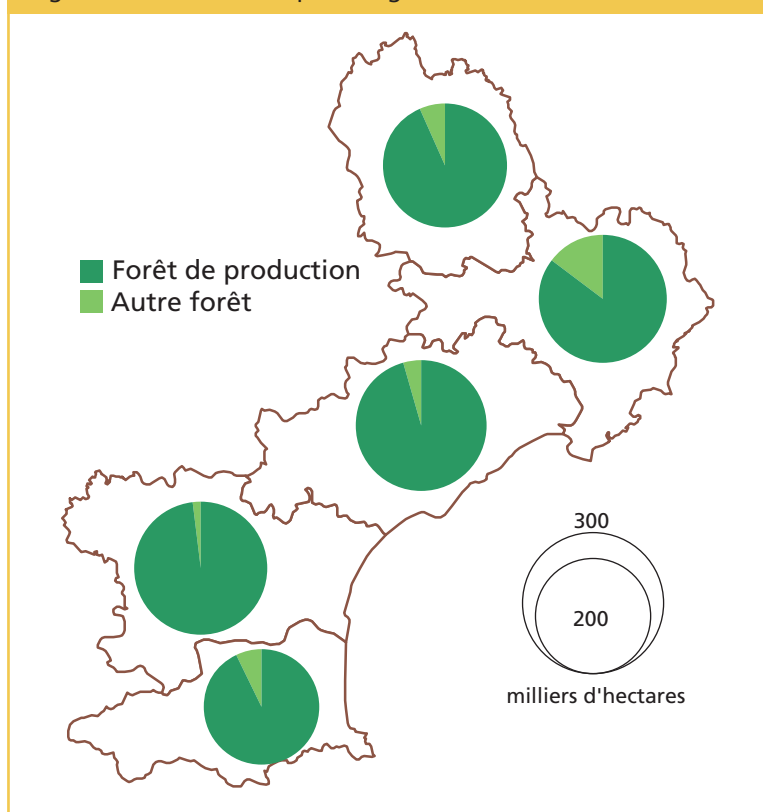 Forêt de production
Autre forêt
300
200
milliers d'hectares